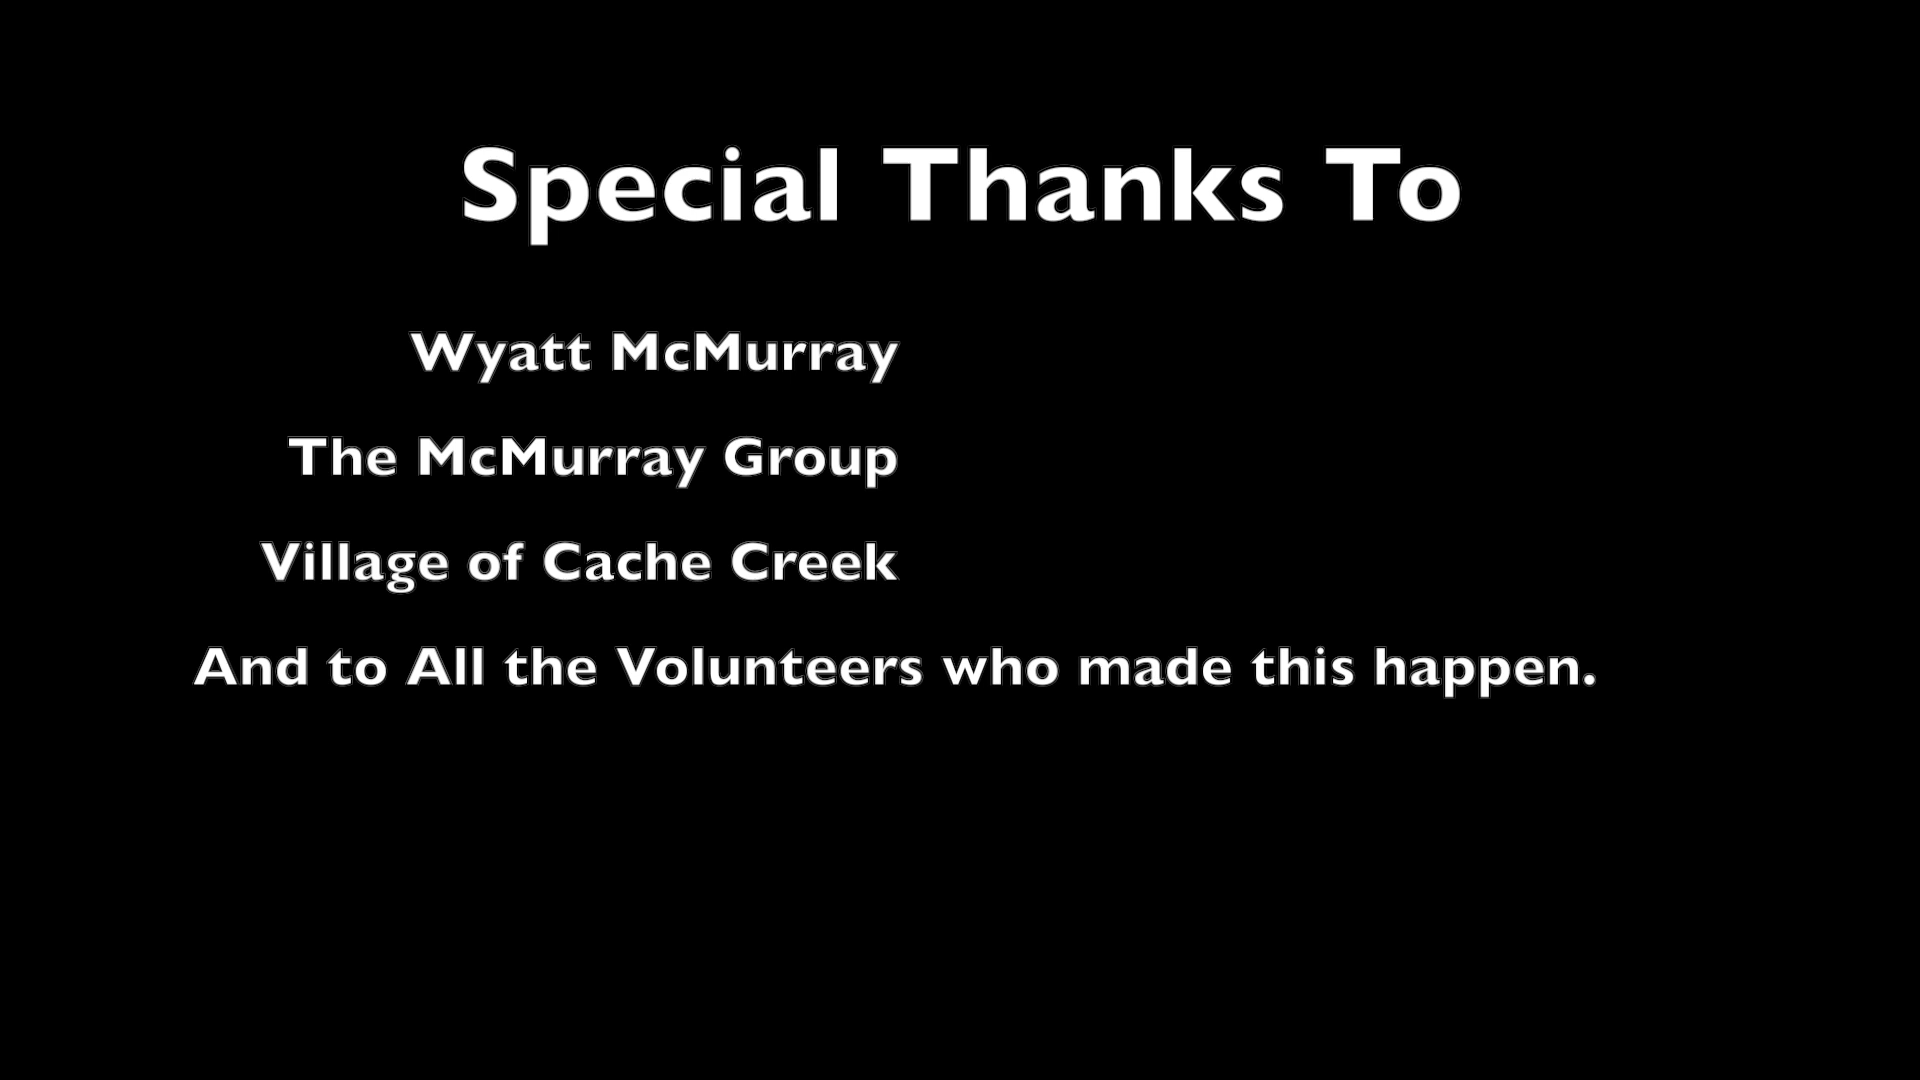 Special Thanks To
Wyatt McMurray
The McMurray Group
Village of Cache Creek
And to All the Volunteers who made this happen.